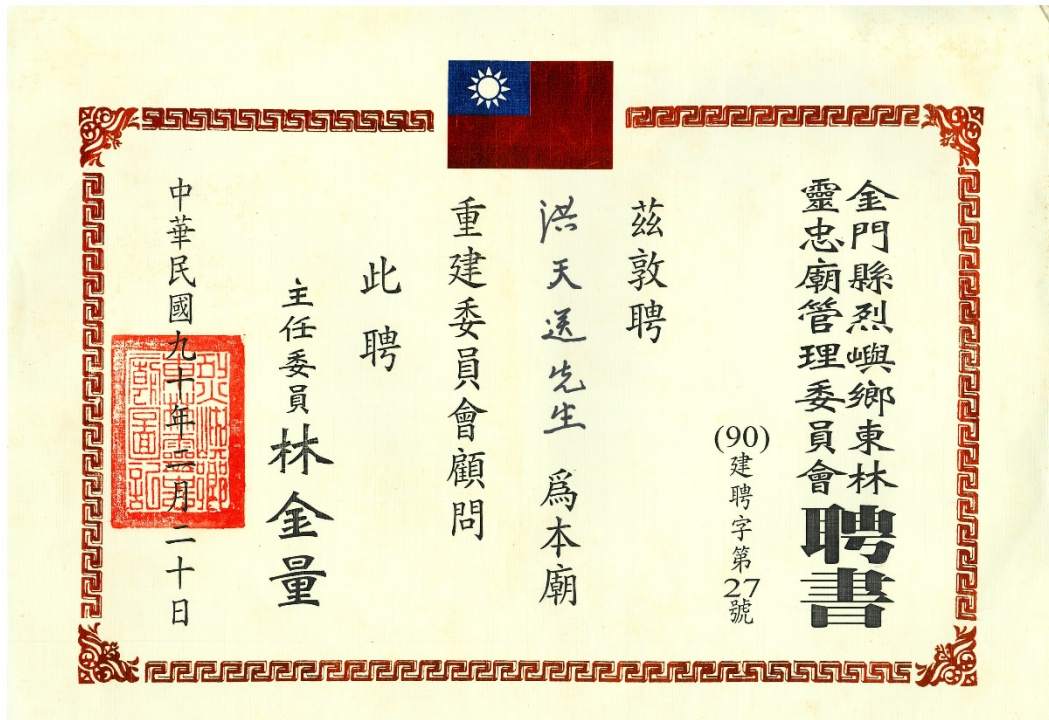 金門縣烈嶼鄉東林
靈忠廟管理委員會
聘書
(90)建聘字第27號
茲敦聘
洪天送先生 爲本廟
重建委員會顧問
此聘
主任委員 林金量
中華民國九十年二月二十日